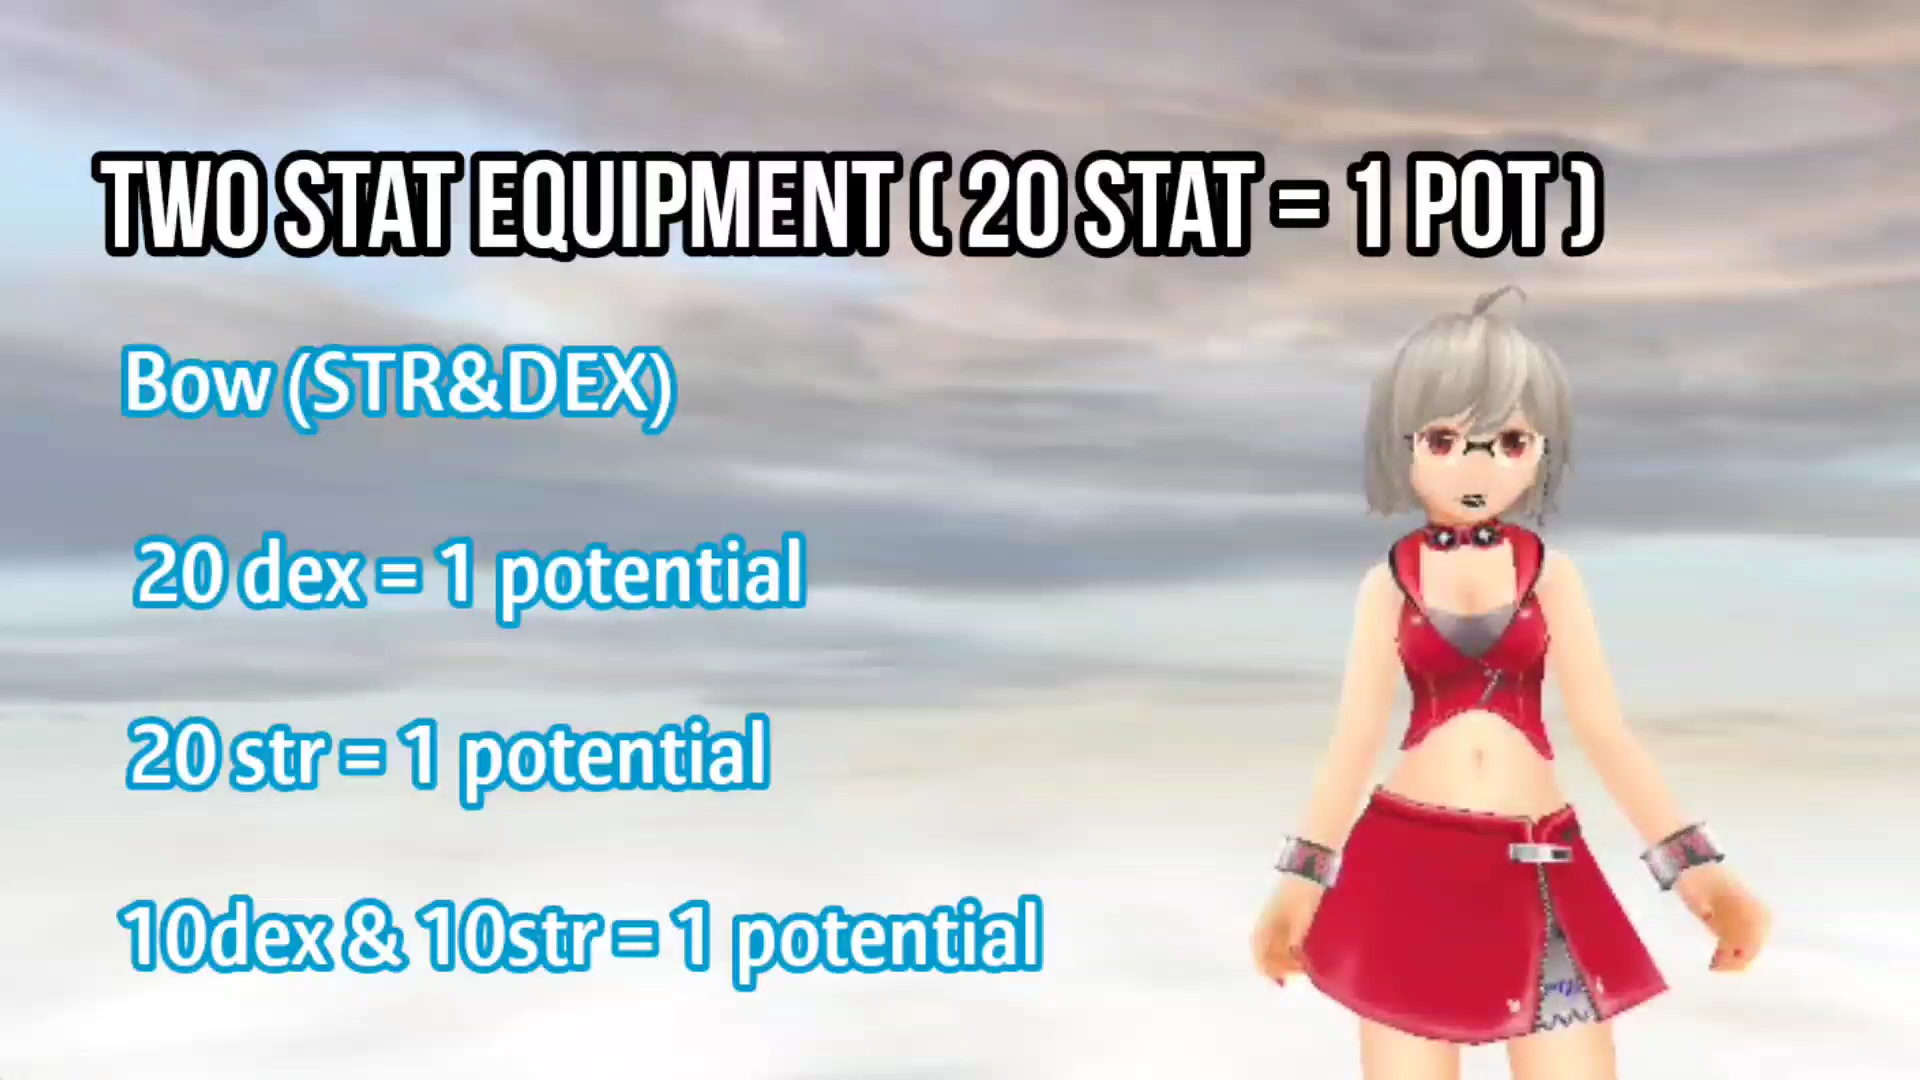 TWO STAT EQUIPMENT ( 20 STAT = 1 POT )
Bow (STR&DEX)
20 dex = 1 potential
20 str = 1 potential
10dex & 10str = 1 potential